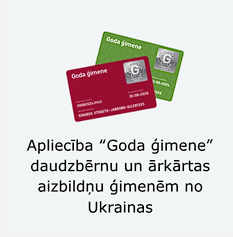 Goda ģimene
Goda ģimene
G
Apliecība “Goda ģimene”
daudzbērnu un ārkārtas
aizbildņu ģimenēm no
Ukrainas